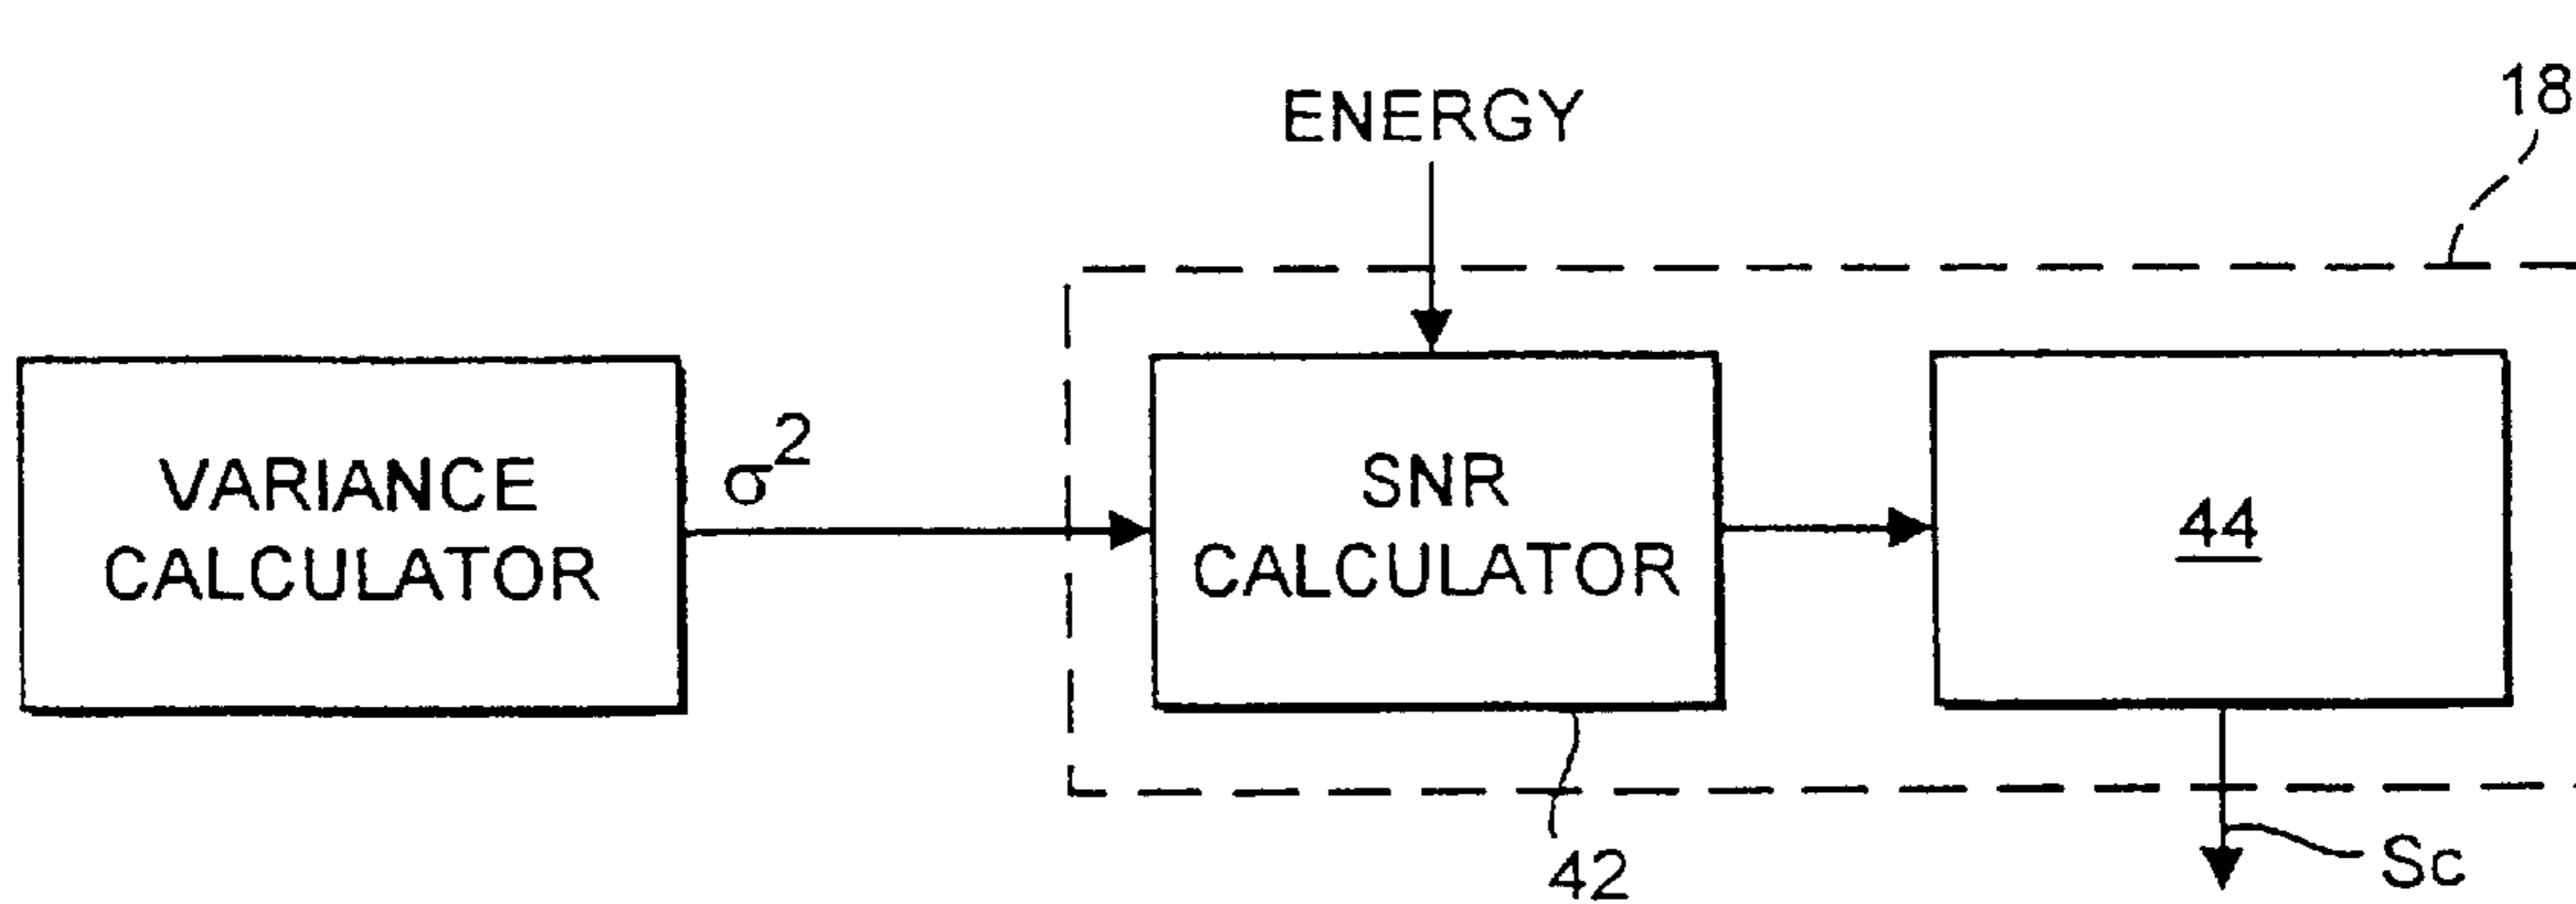 18
ENERGY
σ²
VARIANCE
CALCULATOR
SNR
CALCULATOR
44
42
Sc